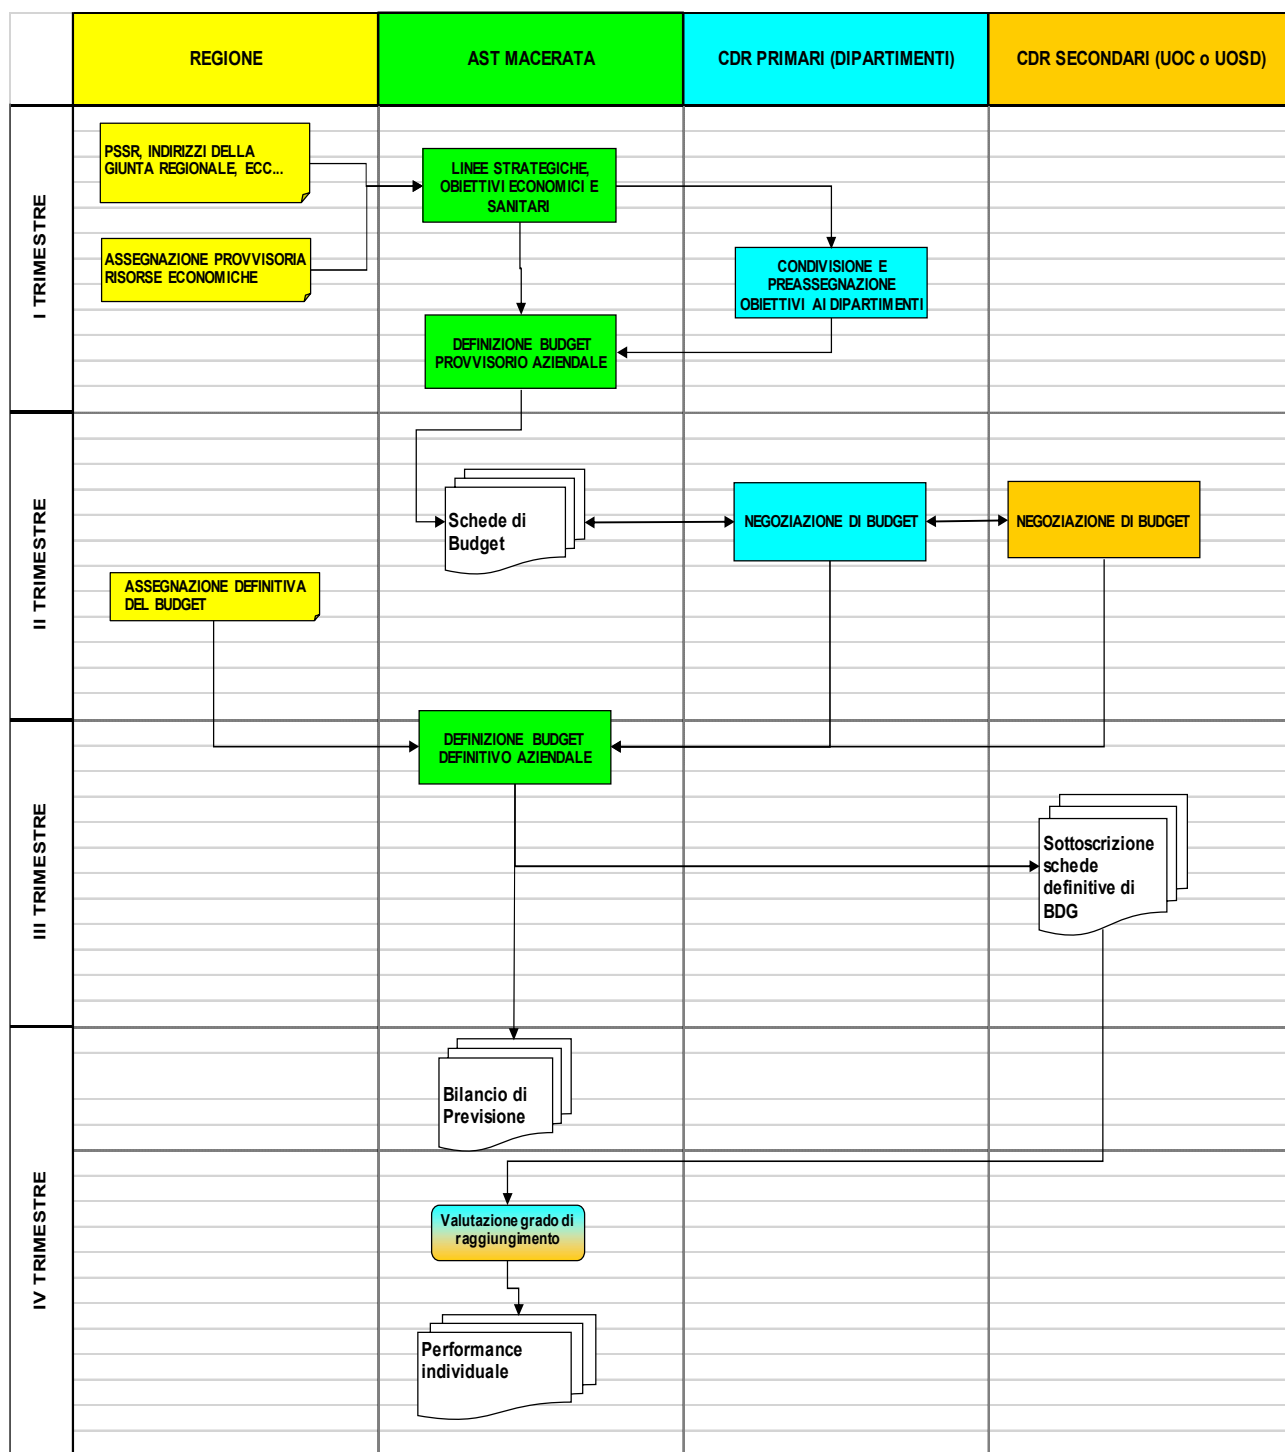 REGIONE
AST MACERATA
CDR PRIMARI (DIPARTIMENTI)
CDR SECONDARI (UOC o UOSD)
I TRIMESTRE
PSSR, INDIRIZZI DELLA
GIUNTA REGIONALE, ECC...
LINEE STRATEGICHE,
OBIETTIVI ECONOMICI E
SANITARI
ASSEGNAZIONE PROVVISORIA
RISORSE ECONOMICHE
CONDIVISIONE E
PREASSEGNAZIONE
OBIETTIVI AI DIPARTIMENTI
DEFINIZIONE BUDGET
PROVVISORIO AZIENDALE
II TRIMESTRE
Schede di
Budget
NEGOZIAZIONE DI BUDGET
NEGOZIAZIONE DI BUDGET
ASSEGNAZIONE DEFINITIVA
DEL BUDGET
III TRIMESTRE
DEFINIZIONE BUDGET
DEFINITIVO AZIENDALE
Sottoscrizione
schede
definitive di
BDG
IV TRIMESTRE
Bilancio di
Previsione
Valutazione grado di
raggiungimento
Performance
individuale